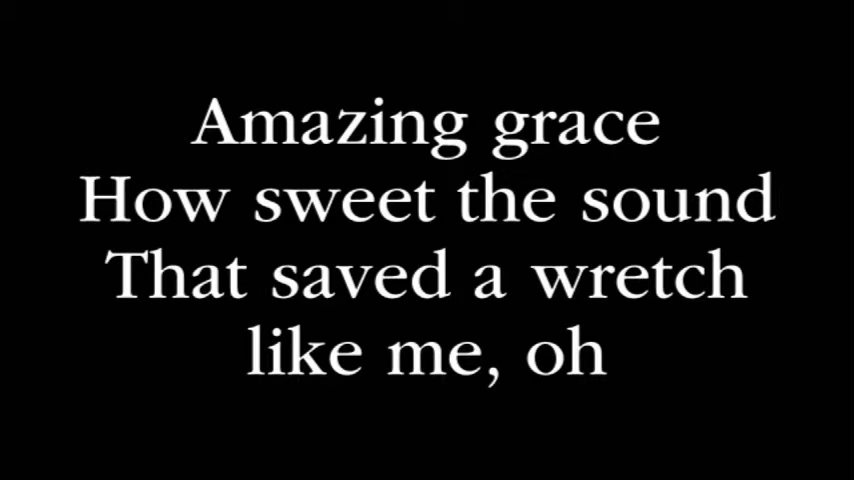 Amazing grace
How sweet the sound
That saved a wretch
like me, oh